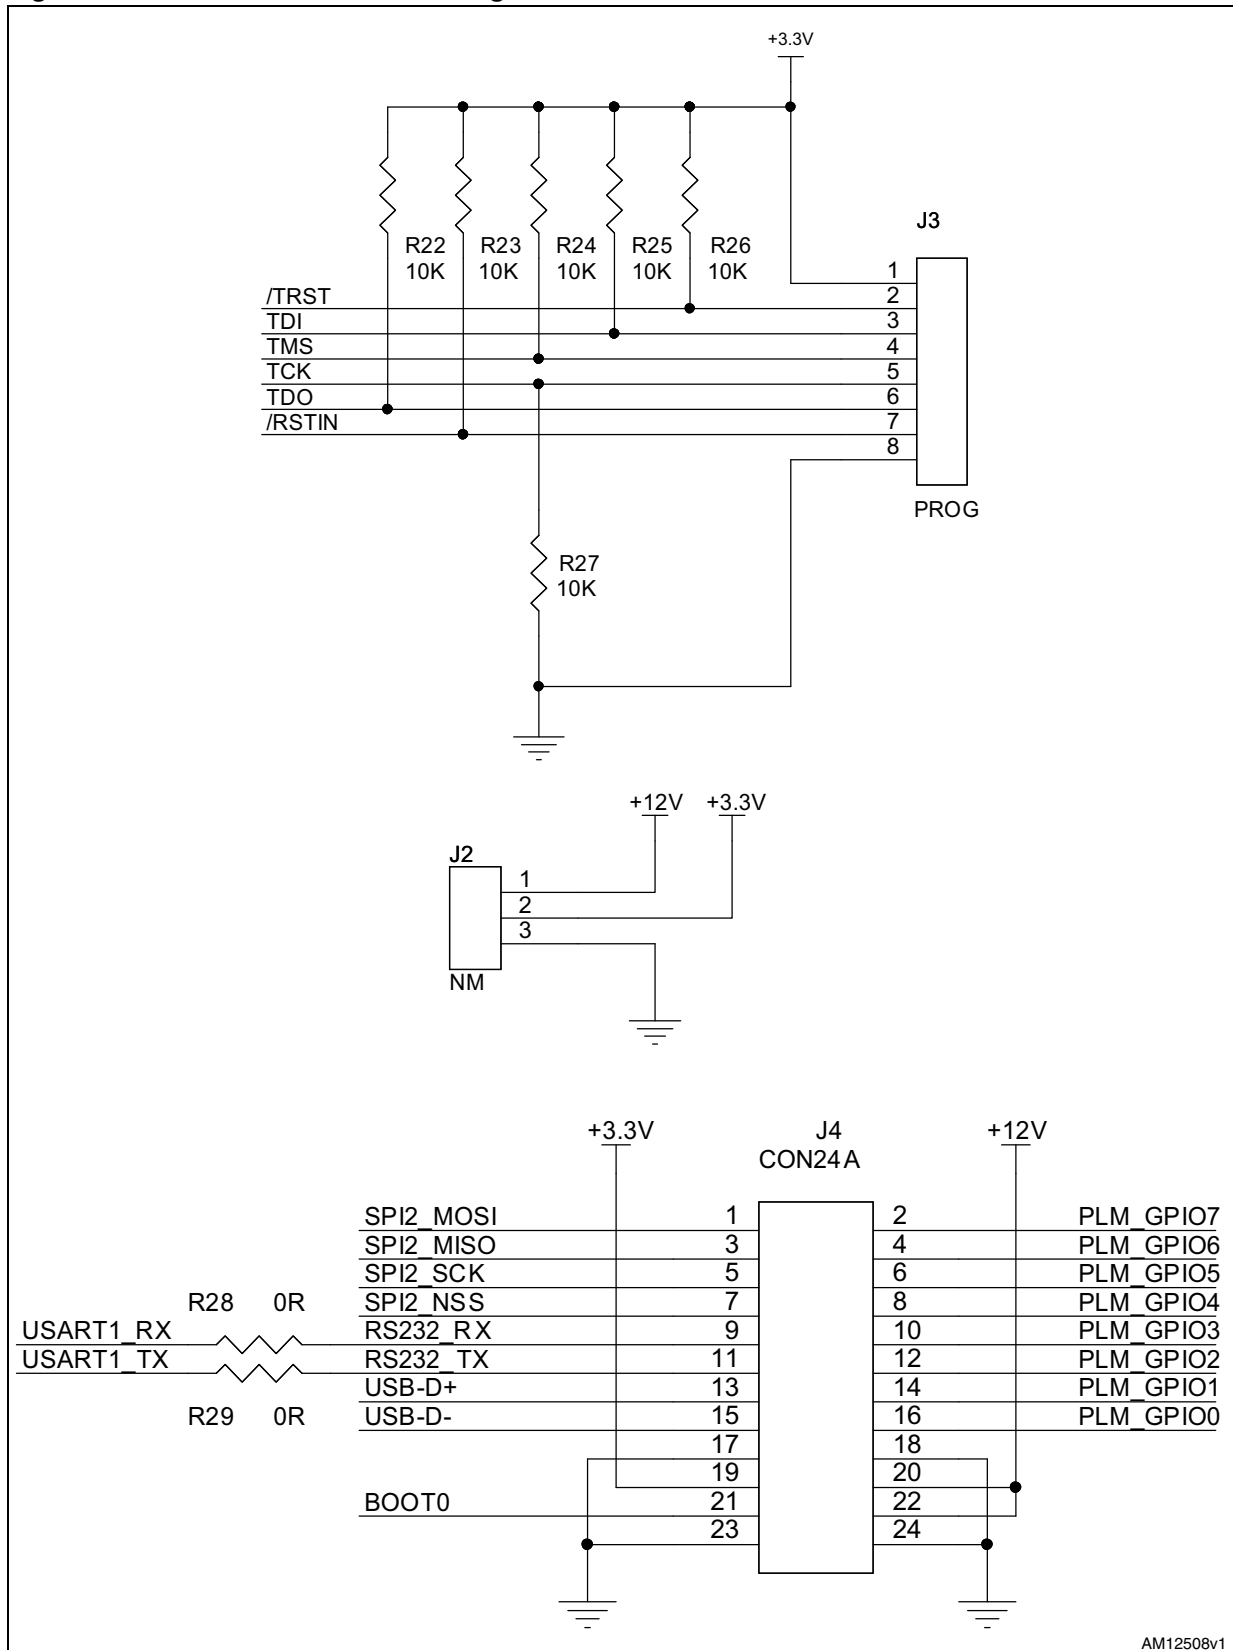 +3.3V
J3
R22 R23 R24 R25 R26
10K 10K 10K 10K 10K
1
/TRST 2
TDI 3
TMS 4
TCK 5
TDO 6
/RSTIN 7
8
PROG
R27
10K
+12V +3.3V
J2
1
2
3
NM
+3.3V J4 +12V
CON24A
SPI2_MOSI 1 2 PLM_GPIO7
SPI2_MISO 3 4 PLM_GPIO6
SPI2_SCK 5 6 PLM_GPIO5
R28 0R SPI2_NSS 7 8 PLM_GPIO4
USART1_RX RS232_RX 9 10 PLM_GPIO3
USART1_TX RS232_TX 11 12 PLM_GPIO2
USB-D+ 13 14 PLM_GPIO1
R29 0R USB-D- 15 16 PLM_GPIO0
17 18
19 20
BOOT0 21 22
23 24
AM12508v1